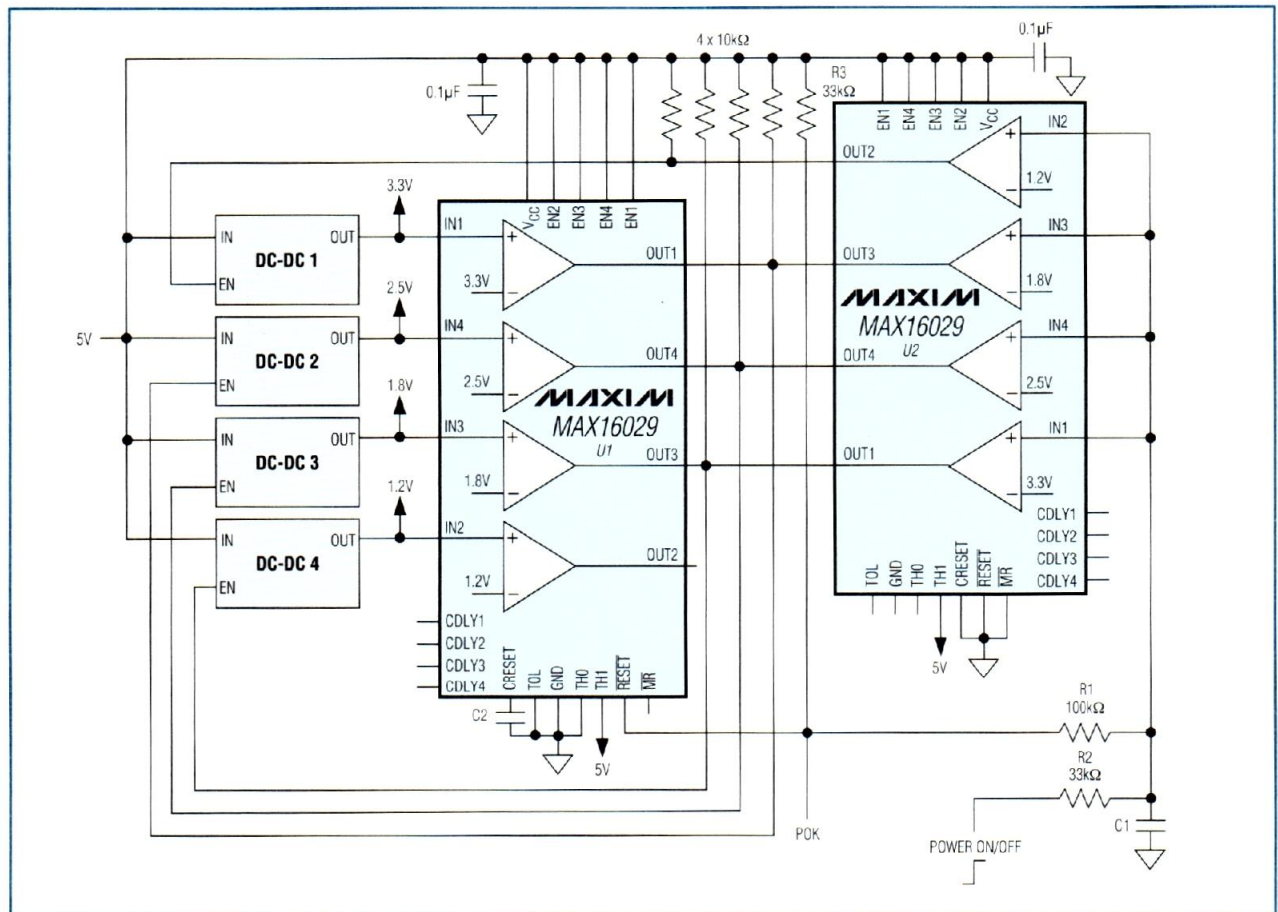 0.1µF
4 x 10kΩ
0.1µF
R3
33kΩ
EN1
EN4
EN3
EN2
VCC
IN2
OUT2
1.2V
3.3V
VCC
EN2
EN3
EN4
EN1
IN OUT
DC-DC 1
EN
IN1
OUT1
3.3V
OUT3
IN3
1.8V
MAXIM
MAX16029
U2
2.5V
5V
IN OUT
DC-DC 2
EN
IN4
OUT4
2.5V
OUT4
IN4
2.5V
1.8V
MAXIM
MAX16029
U1
IN OUT
DC-DC 3
EN
IN3
OUT3
1.8V
OUT1
IN1
3.3V
1.2V
IN OUT
DC-DC 4
EN
IN2
OUT2
1.2V
CDLY1
CDLY2
CDLY3
CDLY4
TOL
GND
TH0
TH1
CRESET
RESET
MR
5V
CDLY1
CDLY2
CDLY3
CDLY4
CRESET
TOL
GND
TH0
TH1
RESET
MR
C2
5V
R1
100kΩ
R2
33kΩ
C1
POK
POWER ON/OFF